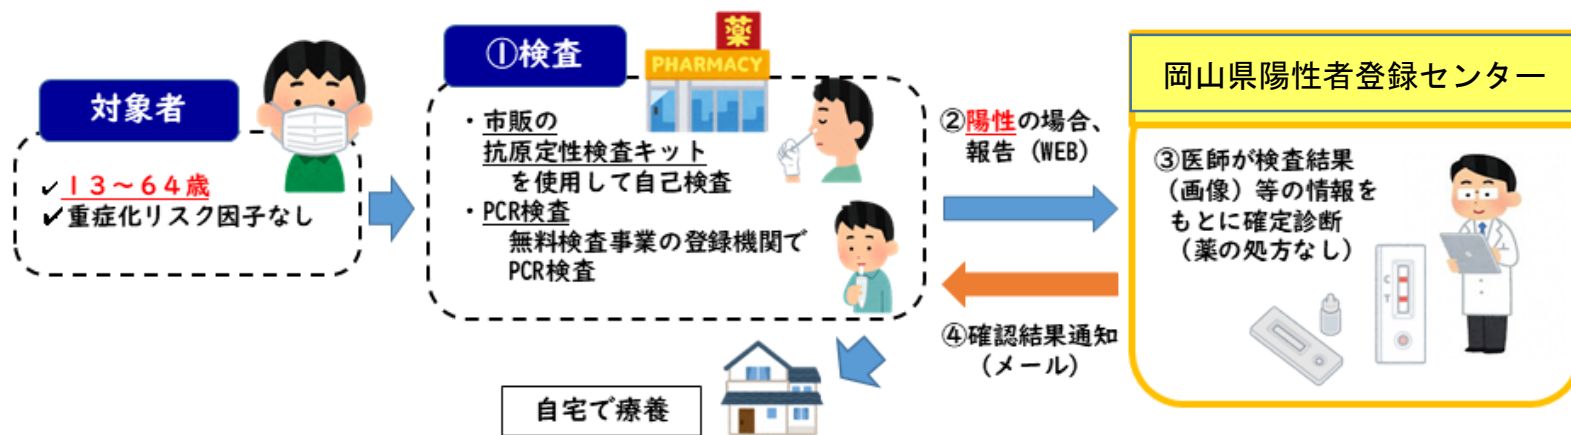 対象者
✓13～64歳
✔重症化リスク因子なし
①検査
薬
PHARMACY
・市販の
抗原定性検査キット
を使用して自己検査
・PCR検査
無料検査事業の登録機関で
PCR検査
②陽性の場合、
報告（WEB）
④確認結果通知
（メール）
岡山県陽性者登録センター
③医師が検査結果
（画像）等の情報を
もとに確定診断
（薬の処方なし）
C
T
自宅で療養